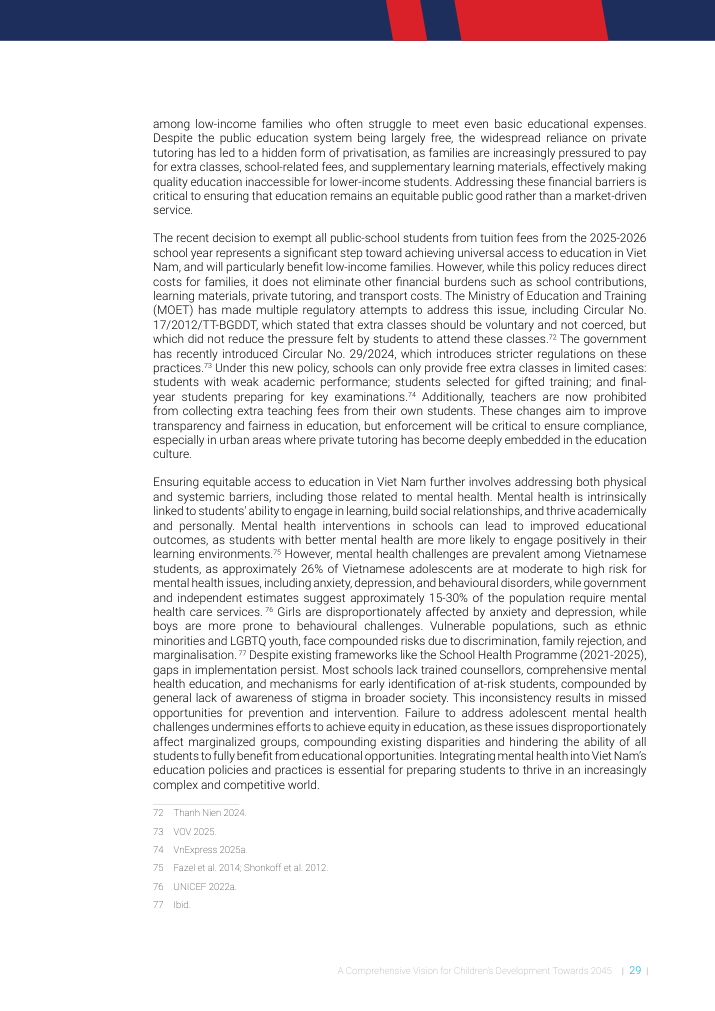 among low-income families who often struggle to meet even basic educational expenses.
Despite the public education system being largely free, the widespread reliance on private
tutoring has led to a hidden form of privatisation, as families are increasingly pressured to pay
for extra classes, school-related fees, and supplementary learning materials, effectively making
quality education inaccessible for lower-income students. Addressing these financial barriers is
critical to ensuring that education remains an equitable public good rather than a market-driven
service.
The recent decision to exempt all public-school students from tuition fees from the 2025-2026
school year represents a significant step toward achieving universal access to education in Viet
Nam, and will particularly benefit low-income families. However, while this policy reduces direct
costs for families, it does not eliminate other financial burdens such as school contributions,
learning materials, private tutoring, and transport costs. The Ministry of Education and Training
(MOET) has made multiple regulatory attempts to address this issue, including Circular No.
17/2012/TT-BGDDT, which stated that extra classes should be voluntary and not coerced, but
which did not reduce the pressure felt by students to attend these classes.72 The government
has recently introduced Circular No. 29/2024, which introduces stricter regulations on these
practices.73 Under this new policy, schools can only provide free extra classes in limited cases:
students with weak academic performance; students selected for gifted training; and final-
year students preparing for key examinations.74 Additionally, teachers are now prohibited
from collecting extra teaching fees from their own students. These changes aim to improve
transparency and fairness in education, but enforcement will be critical to ensure compliance,
especially in urban areas where private tutoring has become deeply embedded in the education
culture.
Ensuring equitable access to education in Viet Nam further involves addressing both physical
and systemic barriers, including those related to mental health. Mental health is intrinsically
linked to students' ability to engage in learning, build social relationships, and thrive academically
and personally. Mental health interventions in schools can lead to improved educational
outcomes, as students with better mental health are more likely to engage positively in their
learning environments.75 However, mental health challenges are prevalent among Vietnamese
students, as approximately 26% of Vietnamese adolescents are at moderate to high risk for
mental health issues, including anxiety, depression, and behavioural disorders, while government
and independent estimates suggest approximately 15-30% of the population require mental
health care services. 76 Girls are disproportionately affected by anxiety and depression, while
boys are more prone to behavioural challenges. Vulnerable populations, such as ethnic
minorities and LGBTQ youth, face compounded risks due to discrimination, family rejection, and
marginalisation. 77 Despite existing frameworks like the School Health Programme (2021-2025),
gaps in implementation persist. Most schools lack trained counsellors, comprehensive mental
health education, and mechanisms for early identification of at-risk students, compounded by
general lack of awareness of stigma in broader society. This inconsistency results in missed
opportunities for prevention and intervention. Failure to address adolescent mental health
challenges undermines efforts to achieve equity in education, as these issues disproportionately
affect marginalized groups, compounding existing disparities and hindering the ability of all
students to fully benefit from educational opportunities. Integrating mental health into Viet Nam's
education policies and practices is essential for preparing students to thrive in an increasingly
complex and competitive world.
72 Thanh Nien 2024.
73 VOV 2025.
74 VnExpress 2025a.
75 Fazel et al. 2014; Shonkoff et al. 2012.
76 UNICEF 2022a.
77 Ibid.
A Comprehensive Vision for Children's Development Towards 2045 | 29 |